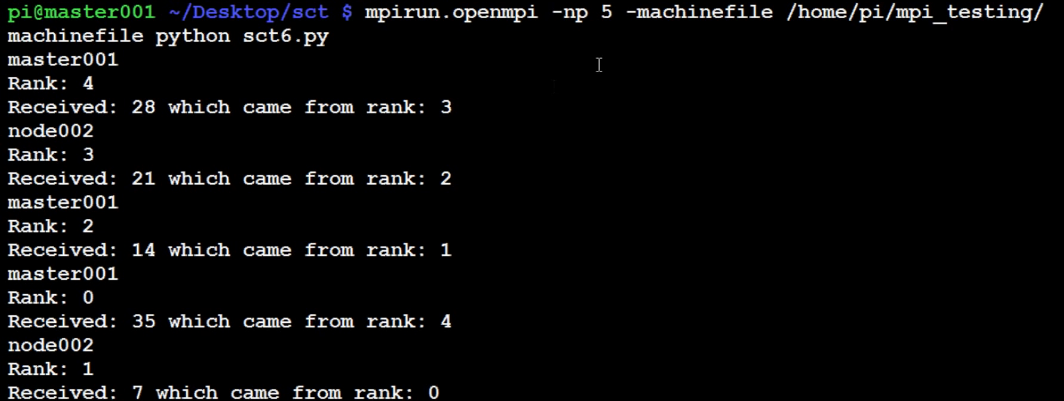 pi@master001 ~/Desktop/sct $ mpirun.openmpi -np 5 -machinefile /home/pi/mpi_testing/
machinefile python sct6.py
master001
Rank: 4
Received: 28 which came from rank: 3
node002
Rank: 3
Received: 21 which came from rank: 2
master001
Rank: 2
Received: 14 which came from rank: 1
master001
Rank: 0
Received: 35 which came from rank: 4
node002
Rank: 1
Received: 7 which came from rank: 0